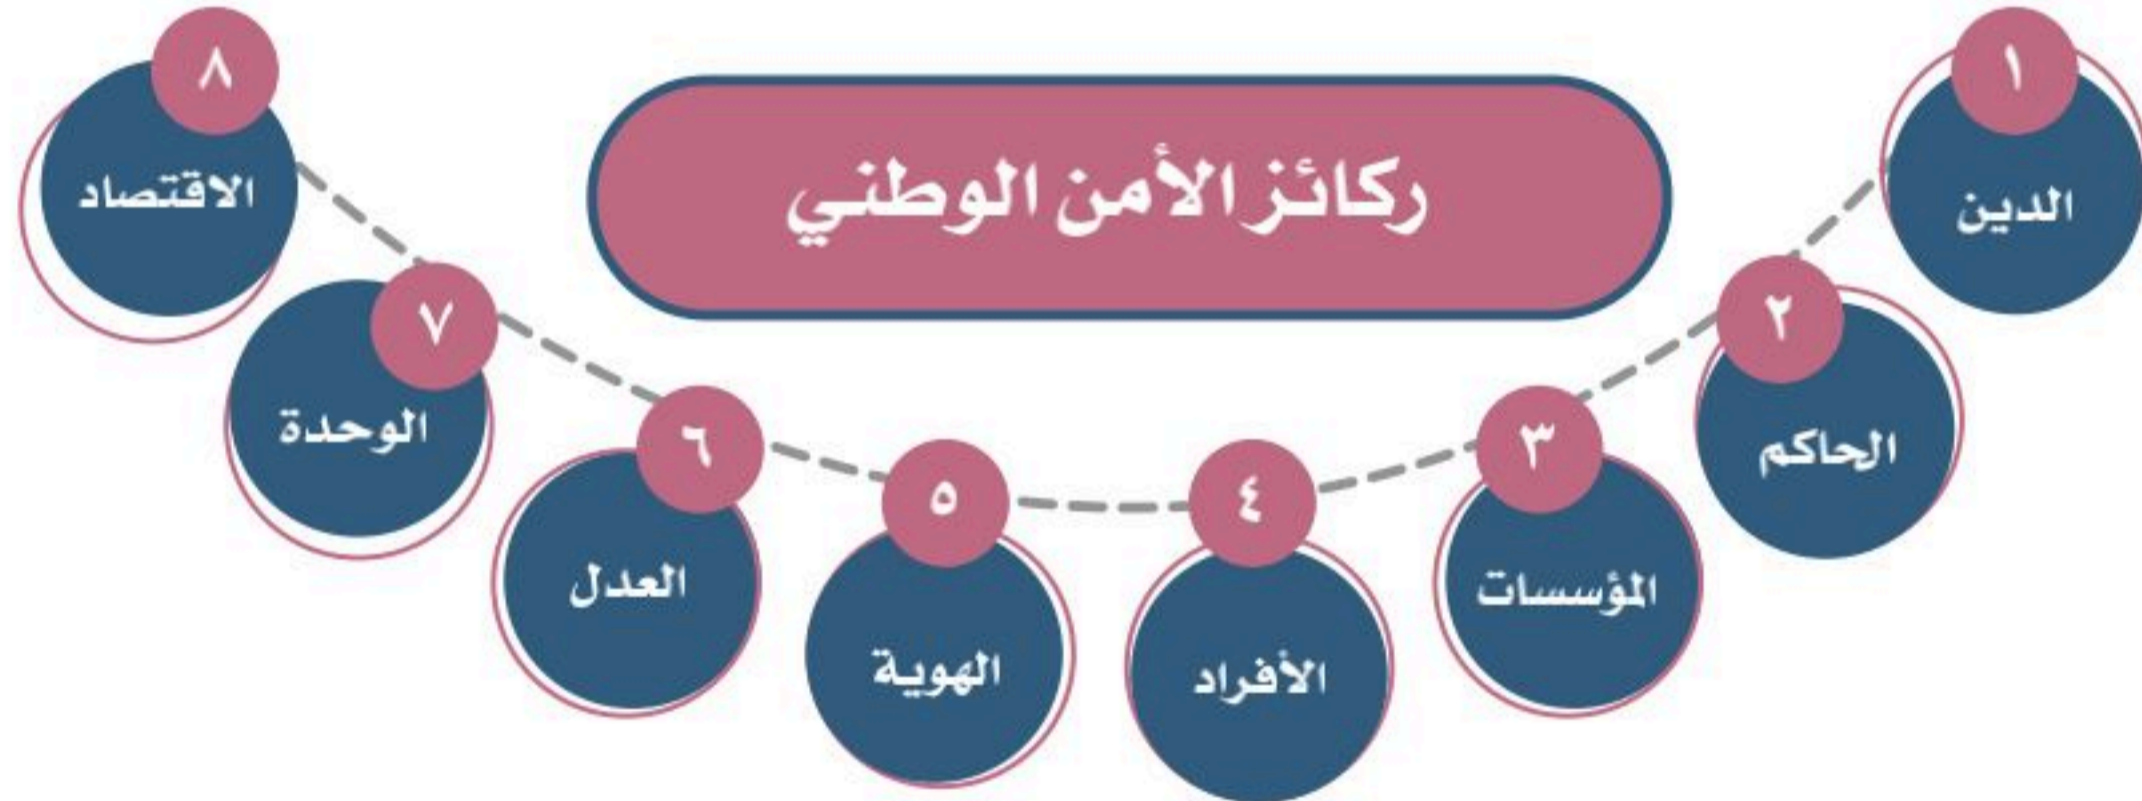 ركائز الأمن الوطني
١
الدين
٢
الحاكم
٣
المؤسسات
٤
الأفراد
٥
الهوية
٦
العدل
٧
الوحدة
٨
الاقتصاد